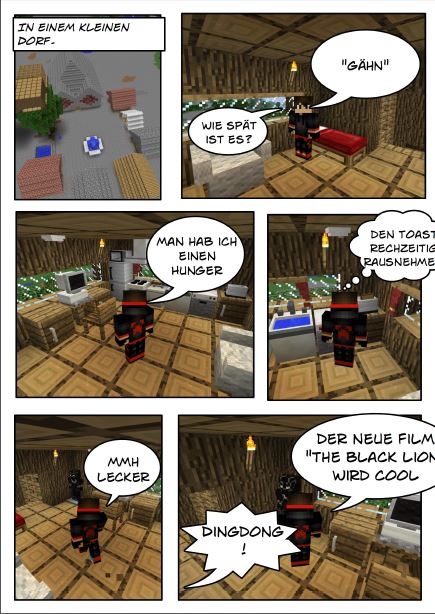 IN EINEM KLEINEN
DORF.
"GÄHN"
WIE SPÄT
IST ES?
MAN HAB ICH
EINEN
HUNGER
DEN TOAST
RECHZEITIG
RAUSNEHME
MMH
LECKER
DER NEUE FILM
"THE BLACK LION
WIRD COOL
DINGDONG
!